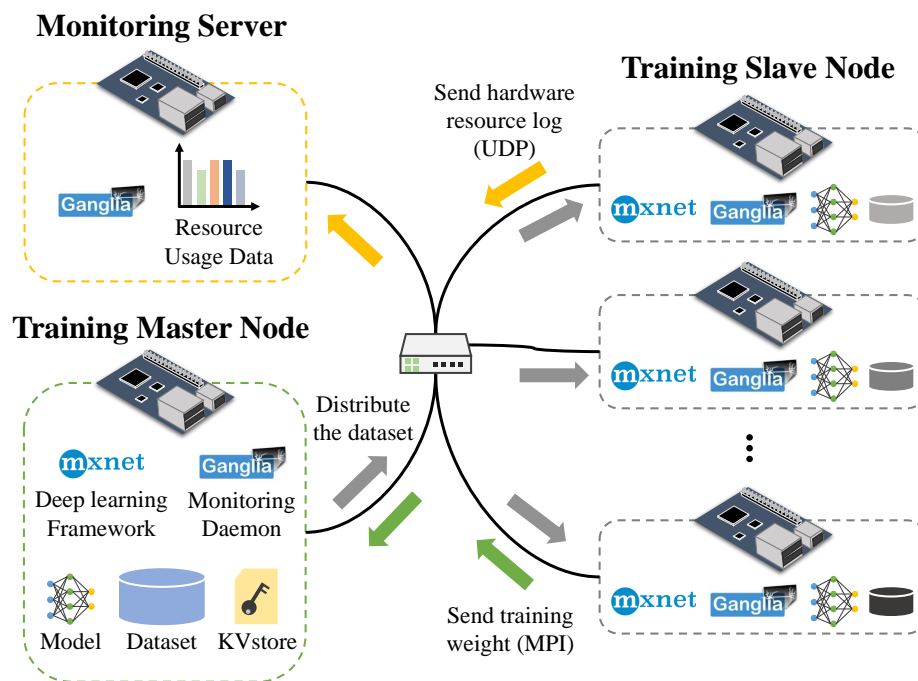 Monitoring Server
Ganglia
Resource
Usage Data
Training Master Node
mxnet
Deep learning
Framework
Ganglia
Monitoring
Daemon
Model
Dataset
KVstore
Send hardware
resource log
(UDP)
Distribute
the dataset
Send training
weight (MPI)
Training Slave Node
mxnet
Ganglia
mxnet
Ganglia
mxnet
Ganglia